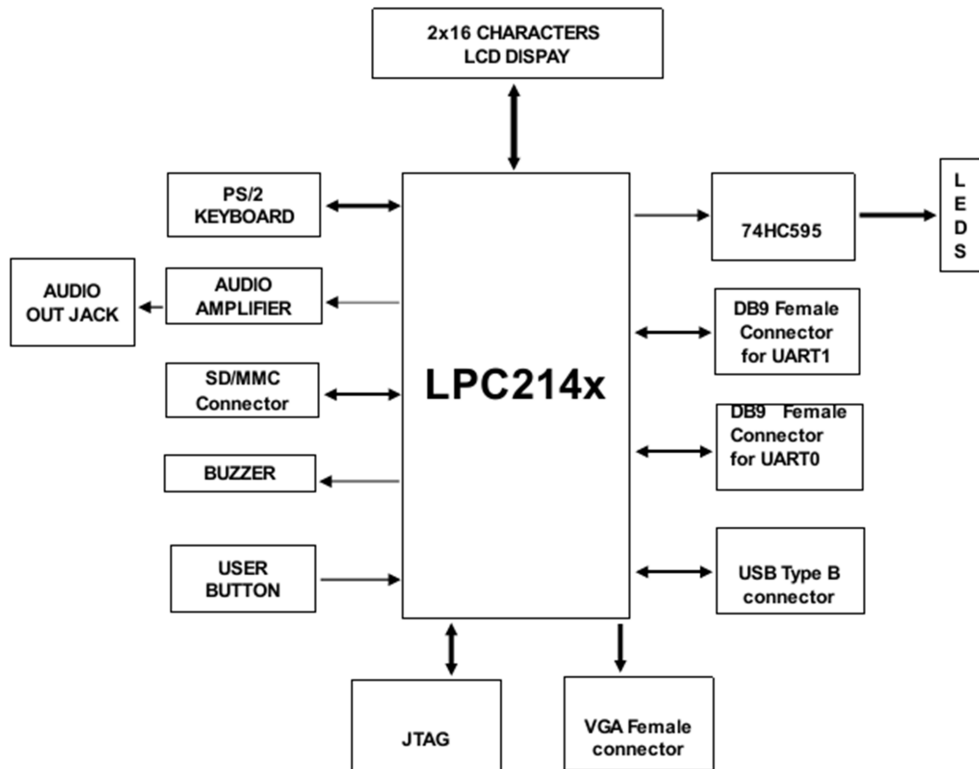 2x16 CHARACTERS
LCD DISPAY
PS/2
KEYBOARD
74HC595
L
E
D
S
AUDIO
OUT JACK
AUDIO
AMPLIFIER
DB9 Female
Connector
for UART1
SD/MMC
Connector
LPC214x
DB9 Female
Connector
for UART0
BUZZER
USER
BUTTON
USB Type B
connector
JTAG
VGA Female
connector